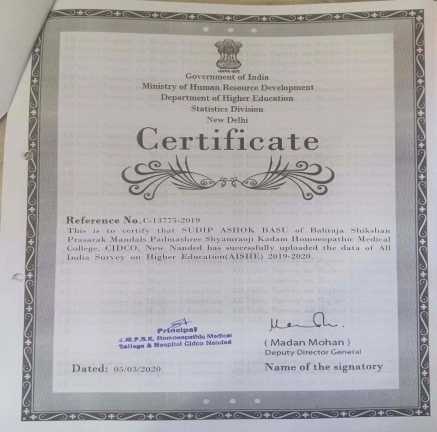 Government of India
Ministry of Human Resource Development
Department of Higher Education
Statistics Division
New Delhi
Certificate
Reference No. C-13775-2019
This is to certify that SUDIP ASHOK BASU of Baliraja Shikshan
Prasarak Mandals Padmashree Shyamraoji Kadam Homoeopathic Medical
College, CIDCO, New Nanded has successfully uploaded the data of All
India Survey on Higher Education(AISHE) 2019-2020.
Principal
B.M.P.S.K. Homoeopathic Medical
College & Hospital Cidco Nanded
( Madan Mohan )
Deputy Director General
Dated: 05/03/2020
Name of the signatory